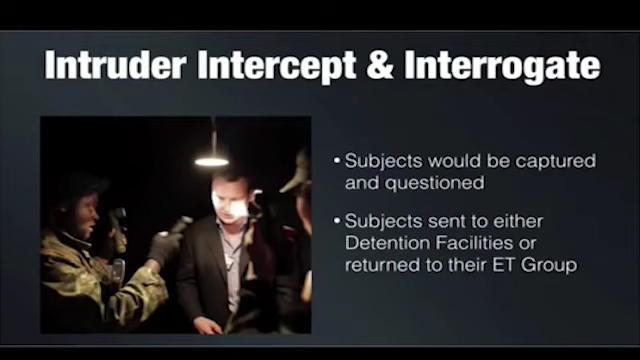 Intruder Intercept & Interrogate
• Subjects would be captured
and questioned
• Subjects sent to either
Detention Facilities or
returned to their ET Group